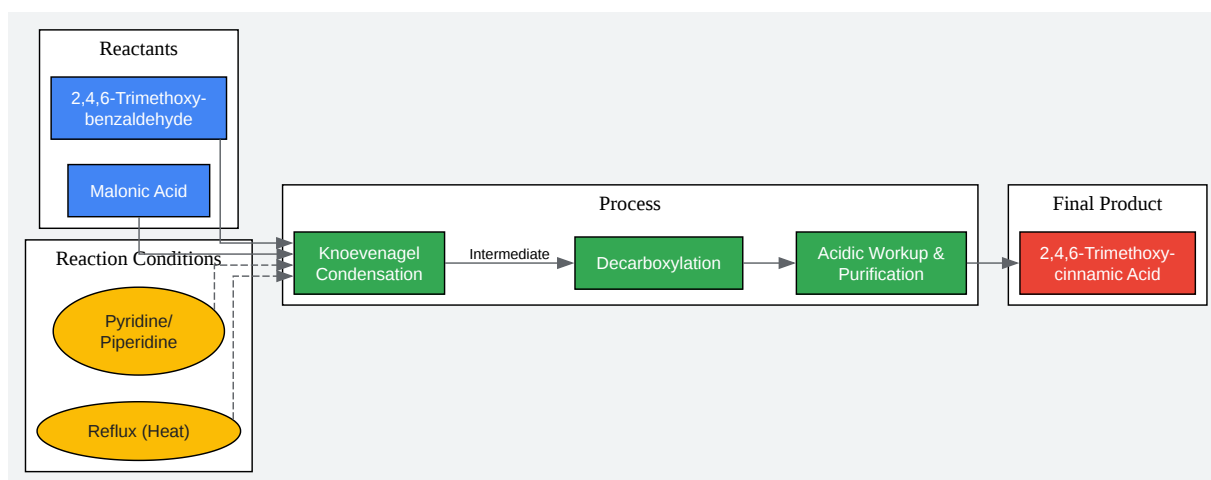 Reactants
2,4,6-Trimethoxy-
benzaldehyde
Malonic Acid
Reaction Conditions
Pyridine/
Piperidine
Reflux (Heat)
Process
Knoevenagel
Condensation
Intermediate
Decarboxylation
Acidic Workup &
Purification
Final Product
2,4,6-Trimethoxy-
cinnamic Acid